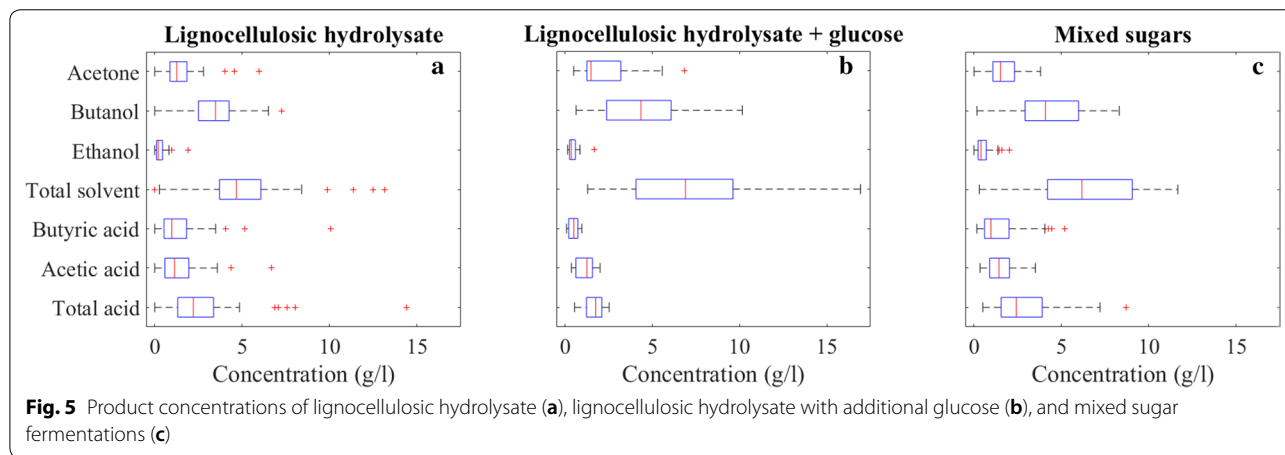 Lignocellulosic hydrolysate
Lignocellulosic hydrolysate + glucose
Mixed sugars
a
b
c
Acetone
Butanol
Ethanol
Total solvent
Butyric acid
Acetic acid
Total acid
0 5 10 15
0 5 10 15
0 5 10 15
Concentration (g/l)
Concentration (g/l)
Concentration (g/l)
Fig. 5 Product concentrations of lignocellulosic hydrolysate (a), lignocellulosic hydrolysate with additional glucose (b), and mixed sugar
fermentations (c)